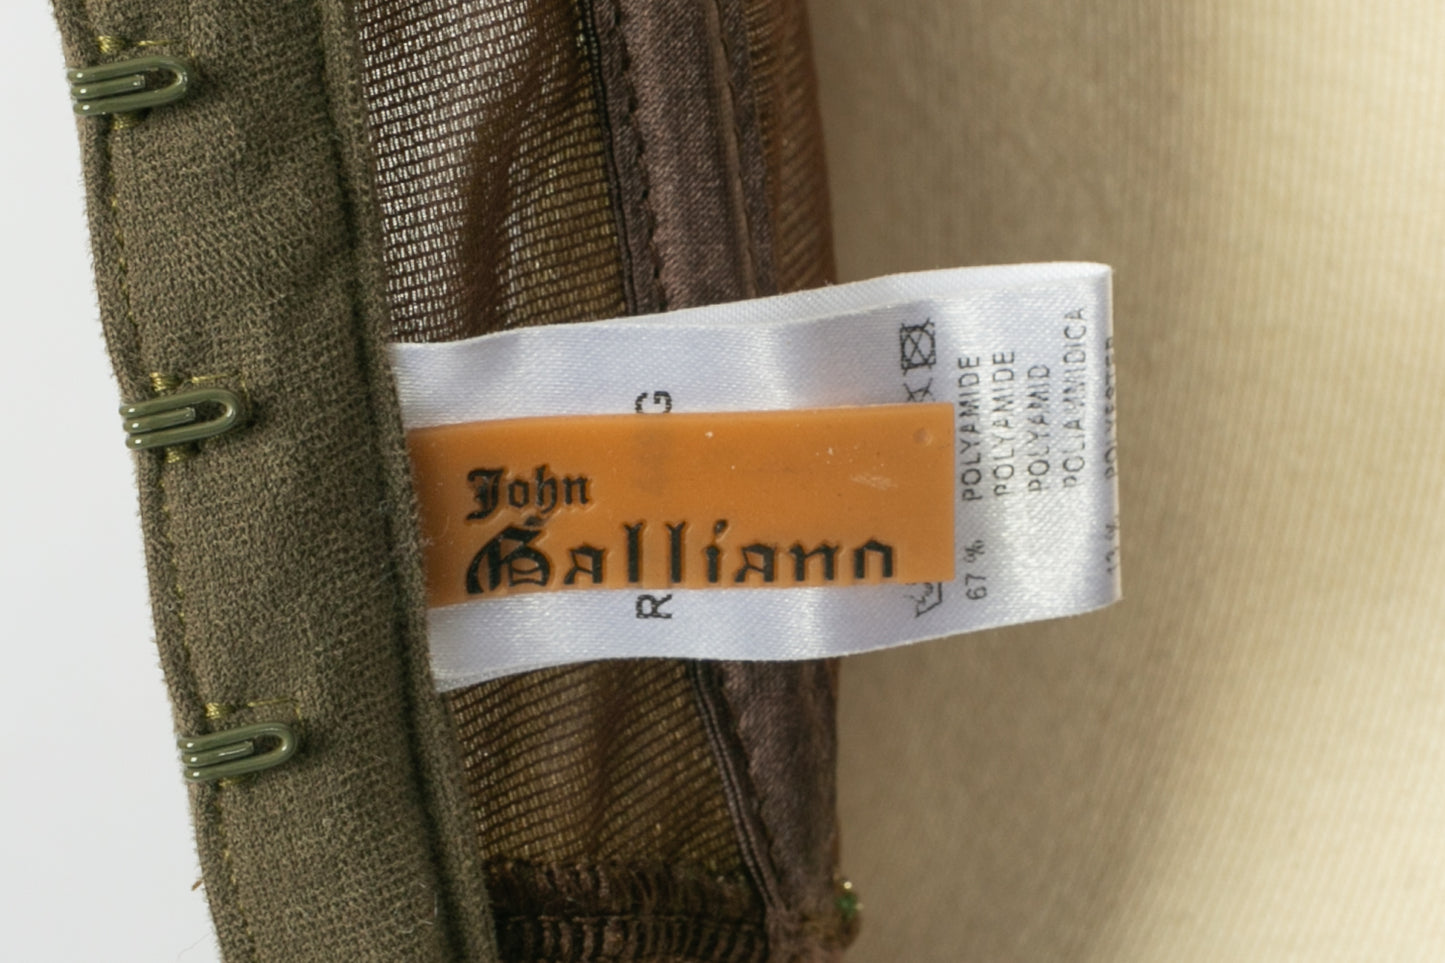 John
Galliano
67 % POLYAMIDE
POLYAMIDE
POLYAMID
POLIAMMIDICA